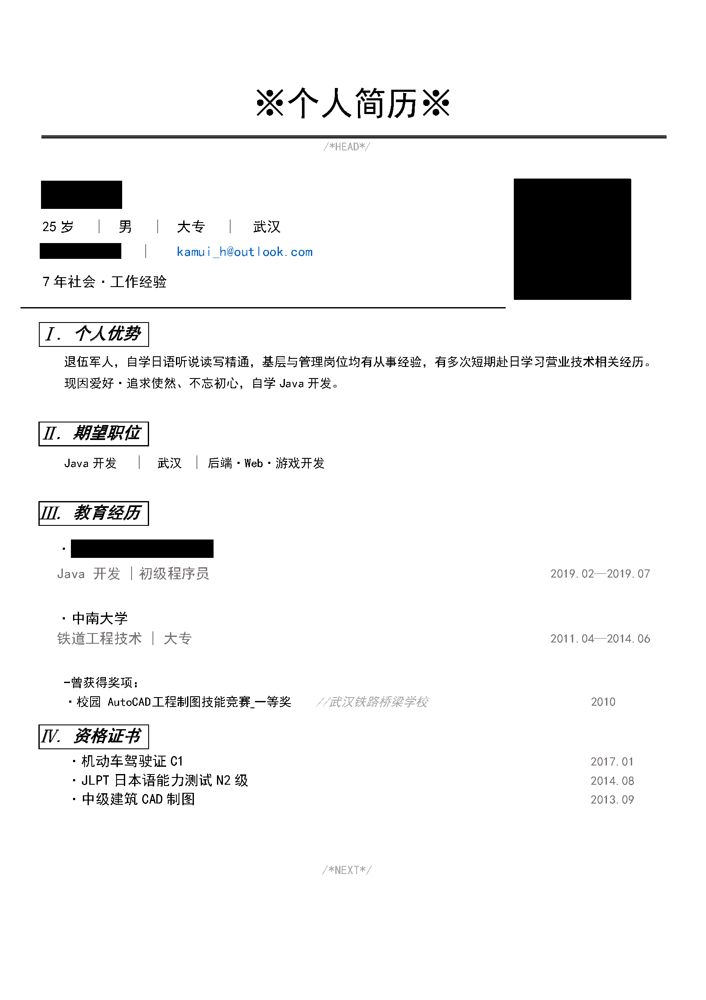 ※个人简历※
/*HEAD*/
25 岁 | 男 | 大专 | 武汉
| kamui_h@outlook.com
7 年社会·工作经验
Ⅰ. 个人优势
退伍军人，自学日语听说读写精通，基层与管理岗位均有从事经验，有多次短期赴日学习营业技术相关经历。
现因爱好·追求使然、不忘初心，自学 Java 开发。
Ⅱ. 期望职位
Java 开发 | 武汉 | 后端·Web·游戏开发
Ⅲ. 教育经历
·
Java 开发 | 初级程序员 2019.02—2019.07
·中南大学
铁道工程技术 | 大专 2011.04—2014.06
-曾获得奖项：
·校园 AutoCAD工程制图技能竞赛_一等奖 //武汉铁路桥梁学校 2010
Ⅳ. 资格证书
·机动车驾驶证 C1 2017.01
·JLPT 日本语能力测试 N2 级 2014.08
·中级建筑 CAD 制图 2013.09
/*NEXT*/